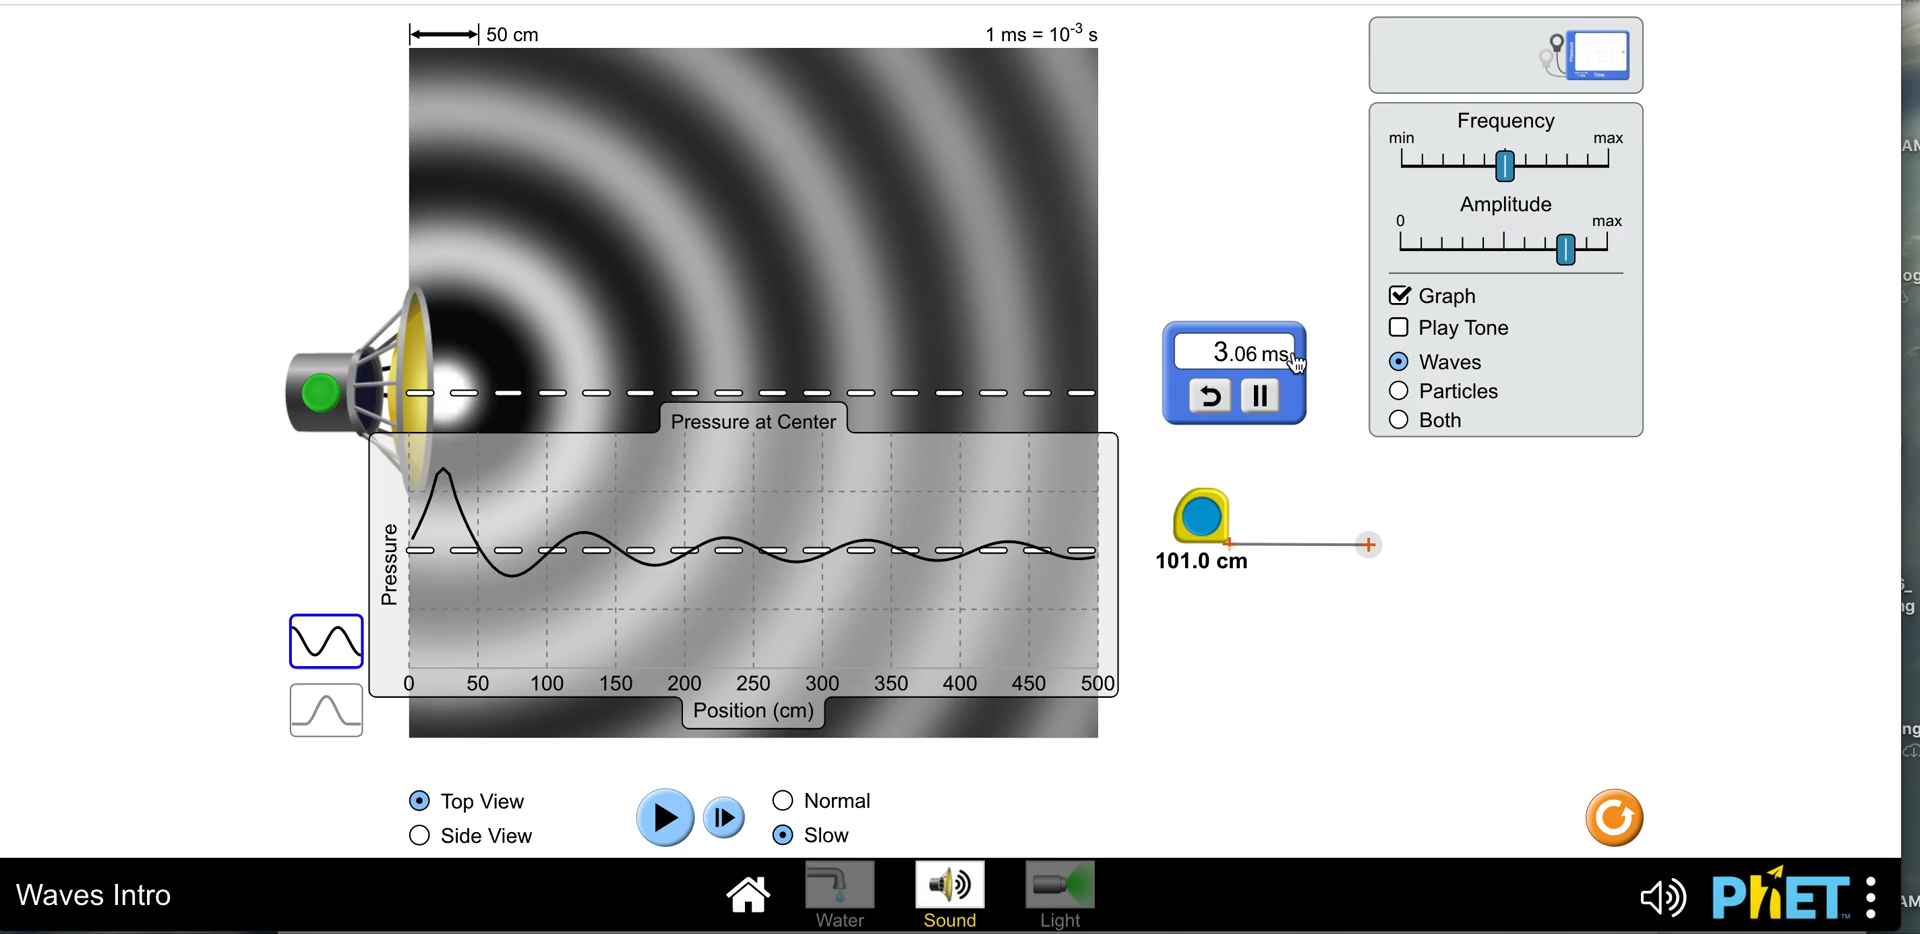 50 cm
1 ms = 10⁻³ s
Frequency
min max
Amplitude
0 max
Graph
Play Tone
Waves
Particles
Both
3.06 ms
Pressure at Center
Pressure
101.0 cm
0 50 100 150 200 250 300 350 400 450 500
Position (cm)
Top View
Side View
Normal
Slow
Waves Intro
Water
Sound
Light
PhET